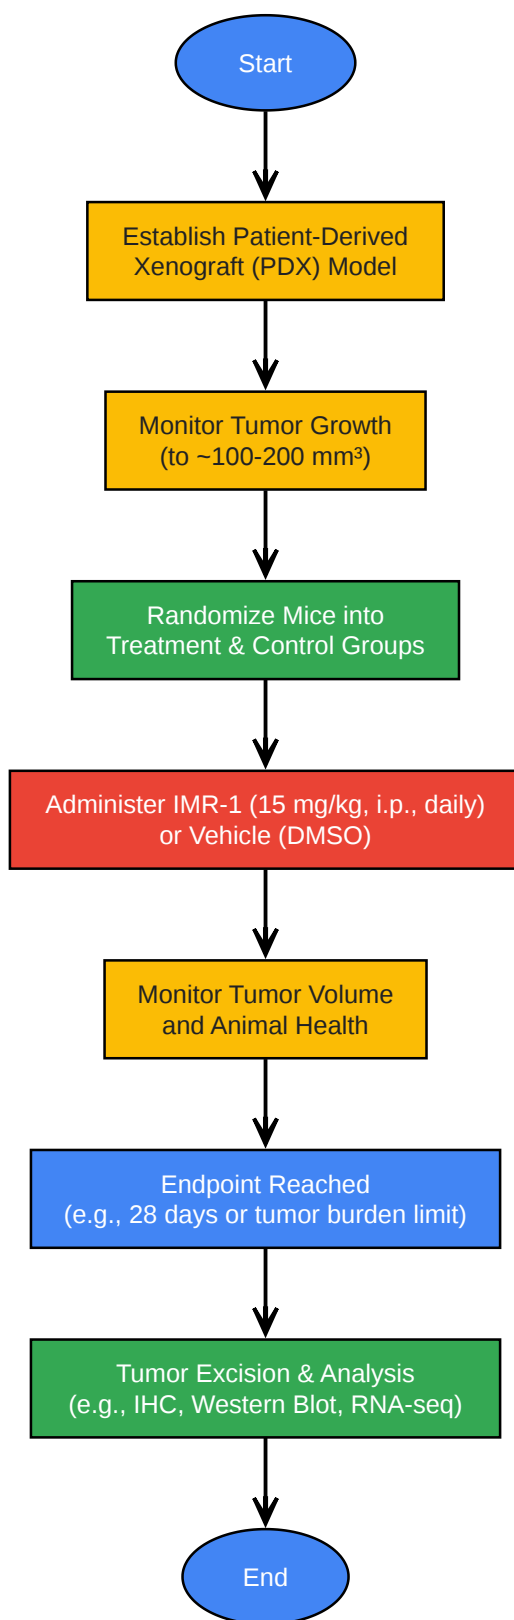 Start
Establish Patient-Derived
Xenograft (PDX) Model
Monitor Tumor Growth
(to ~100-200 mm³)
Randomize Mice into
Treatment & Control Groups
Administer IMR-1 (15 mg/kg, i.p., daily)
or Vehicle (DMSO)
Monitor Tumor Volume
and Animal Health
Endpoint Reached
(e.g., 28 days or tumor burden limit)
Tumor Excision & Analysis
(e.g., IHC, Western Blot, RNA-seq)
End